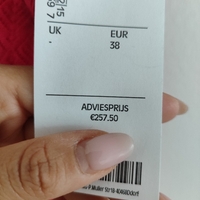 UK EUR
- 38
ADVIESPRIJS
€257.50